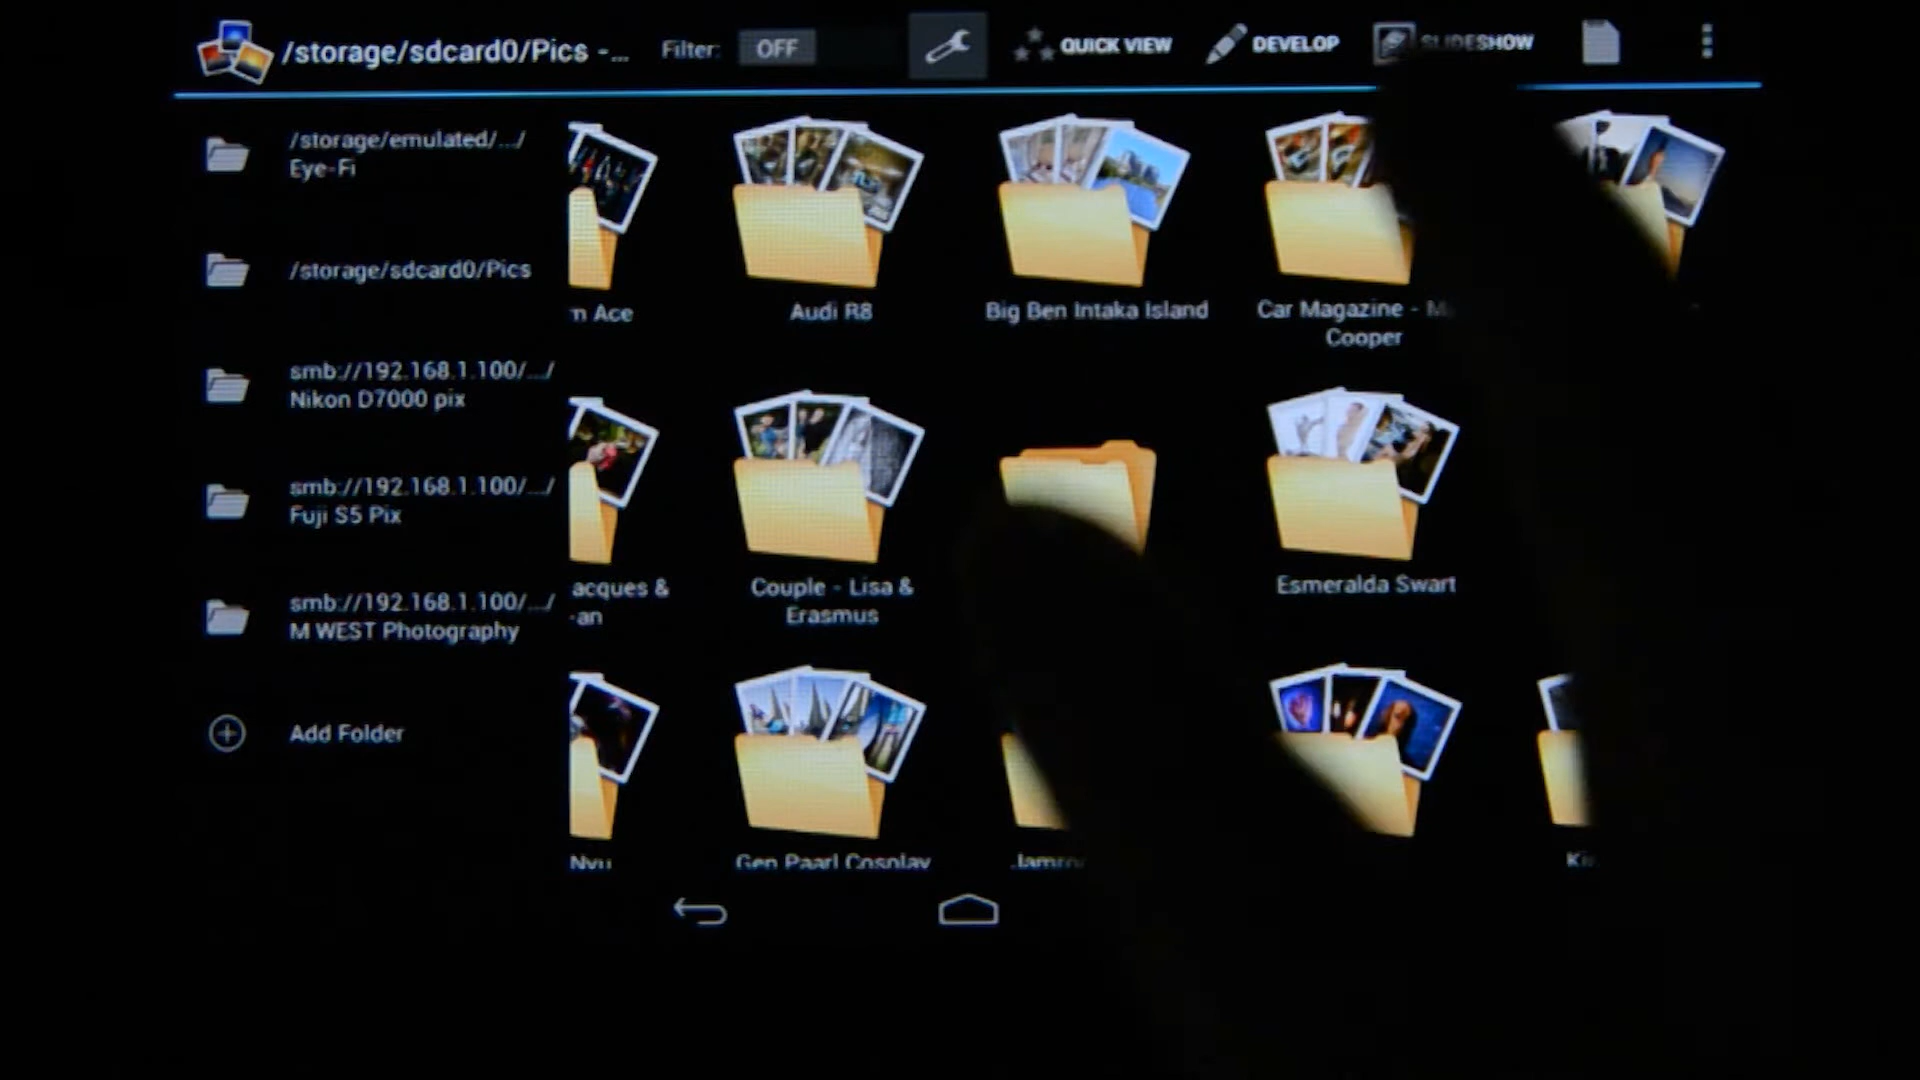 /storage/sdcard0/Pics -...
Filter:
OFF
QUICK VIEW
DEVELOP
SLIDESHOW
/storage/emulated/.../
Eye-Fi
/storage/sdcard0/Pics
smb://192.168.1.100/.../
Nikon D7000 pix
smb://192.168.1.100/.../
Fuji S5 Pix
smb://192.168.1.100/.../
M WEST Photography
Add Folder
m Ace
Audi R8
Big Ben Intaka Island
Car Magazine -
Cooper
acques &
-an
Couple - Lisa &
Erasmus
Esmeralda Swart
Nyu
Gen Paarl Cosplay